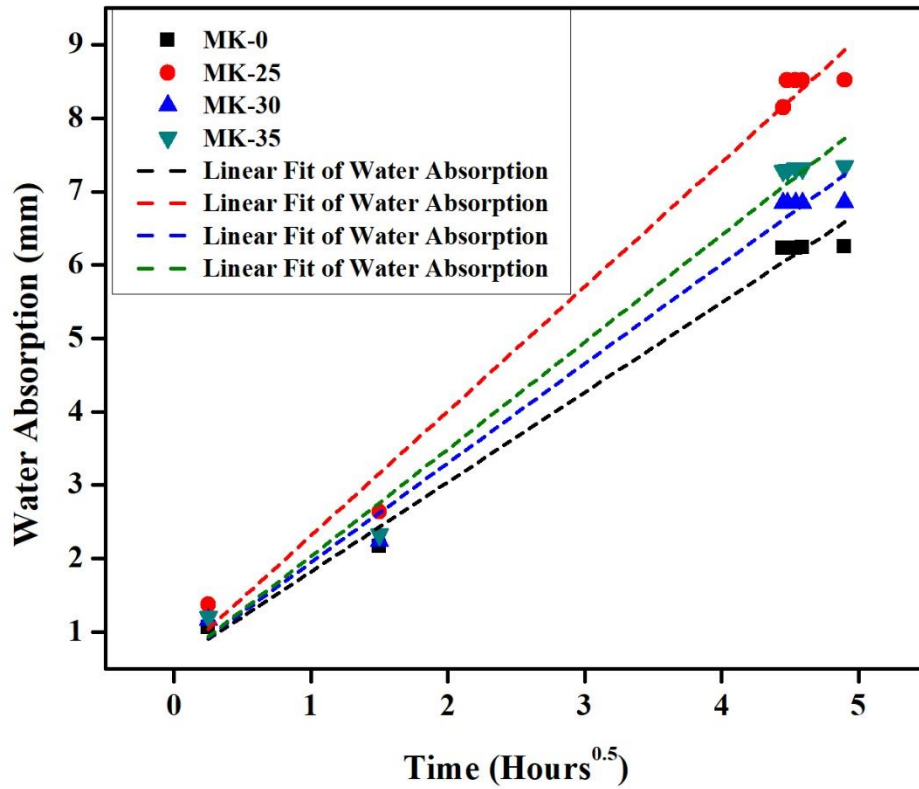 MK-0
MK-25
MK-30
MK-35
Linear Fit of Water Absorption
Linear Fit of Water Absorption
Linear Fit of Water Absorption
Linear Fit of Water Absorption
9
8
7
6
5
4
3
2
1
Water Absorption (mm)
0 1 2 3 4 5
Time (Hours^0.5)